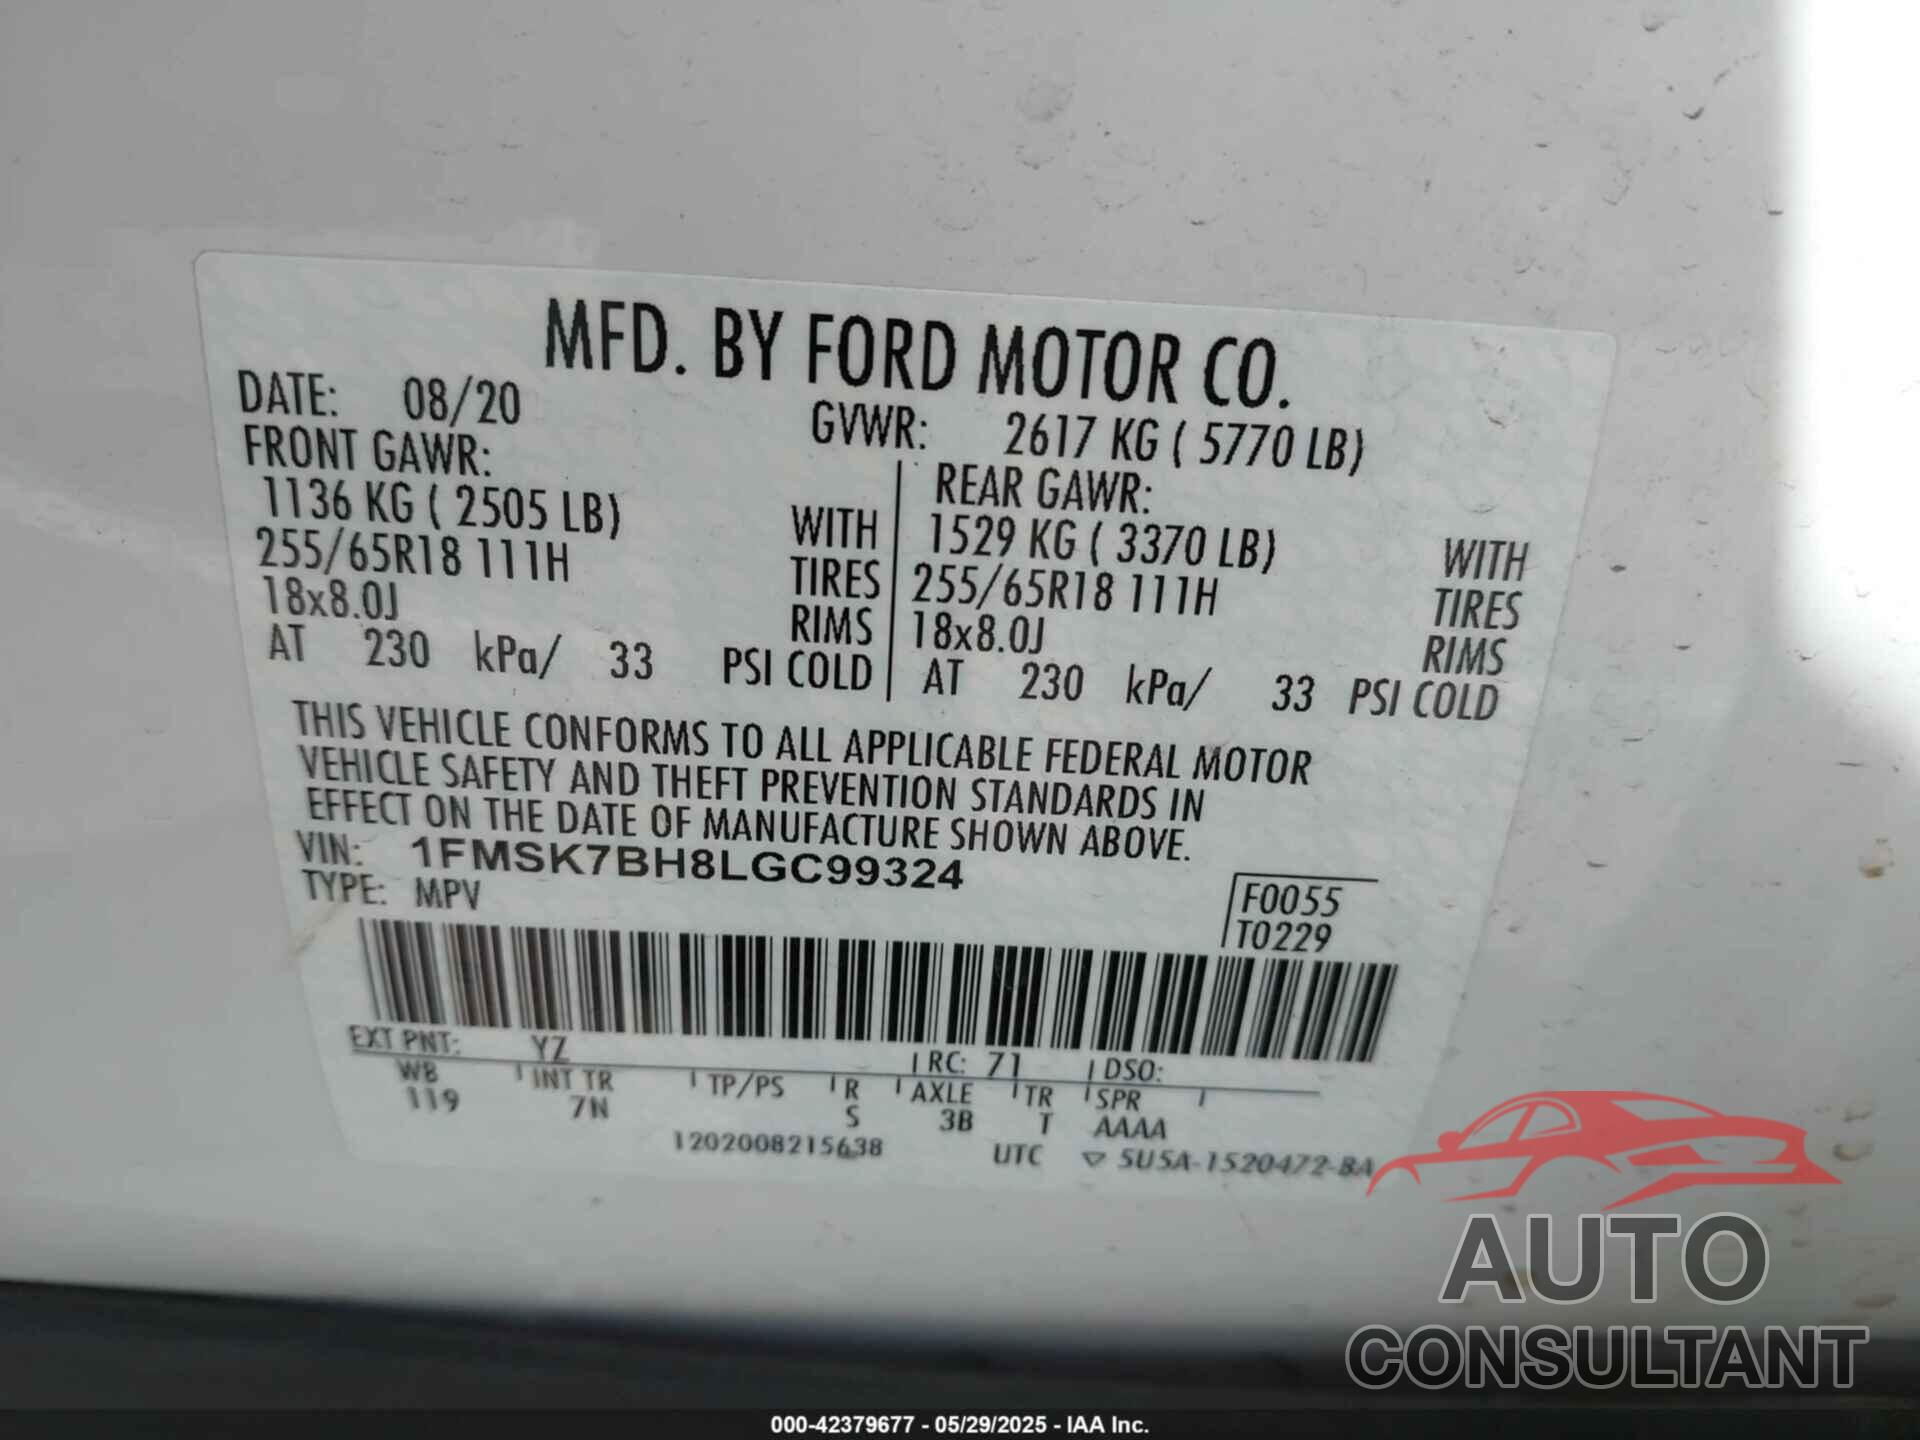 MFD. BY FORD MOTOR CO.
DATE: 08/20 GVWR: 2617 KG ( 5770 LB)
FRONT GAWR: REAR GAWR:
1136 KG ( 2505 LB) WITH 1529 KG ( 3370 LB) WITH
255/65R18 111H TIRES 255/65R18 111H TIRES
18x8.0J RIMS 18x8.0J RIMS
AT 230 kPa/ 33 PSI COLD AT 230 kPa/ 33 PSI COLD
THIS VEHICLE CONFORMS TO ALL APPLICABLE FEDERAL MOTOR
VEHICLE SAFETY AND THEFT PREVENTION STANDARDS IN
EFFECT ON THE DATE OF MANUFACTURE SHOWN ABOVE.
VIN: 1FMSK7BH8LGC99324
TYPE: MPV
F0055
T0229
EXT PNT: YZ RC: 71 DSO:
WB INT TR TP/PS R AXLE TR SPR
119 7N S 3B T AAAA
1202008215638 UTC ▽ 5U5A-1520472-BA
AUTO
CONSULTANT
000-42379677 - 05/29/2025 - IAA Inc.